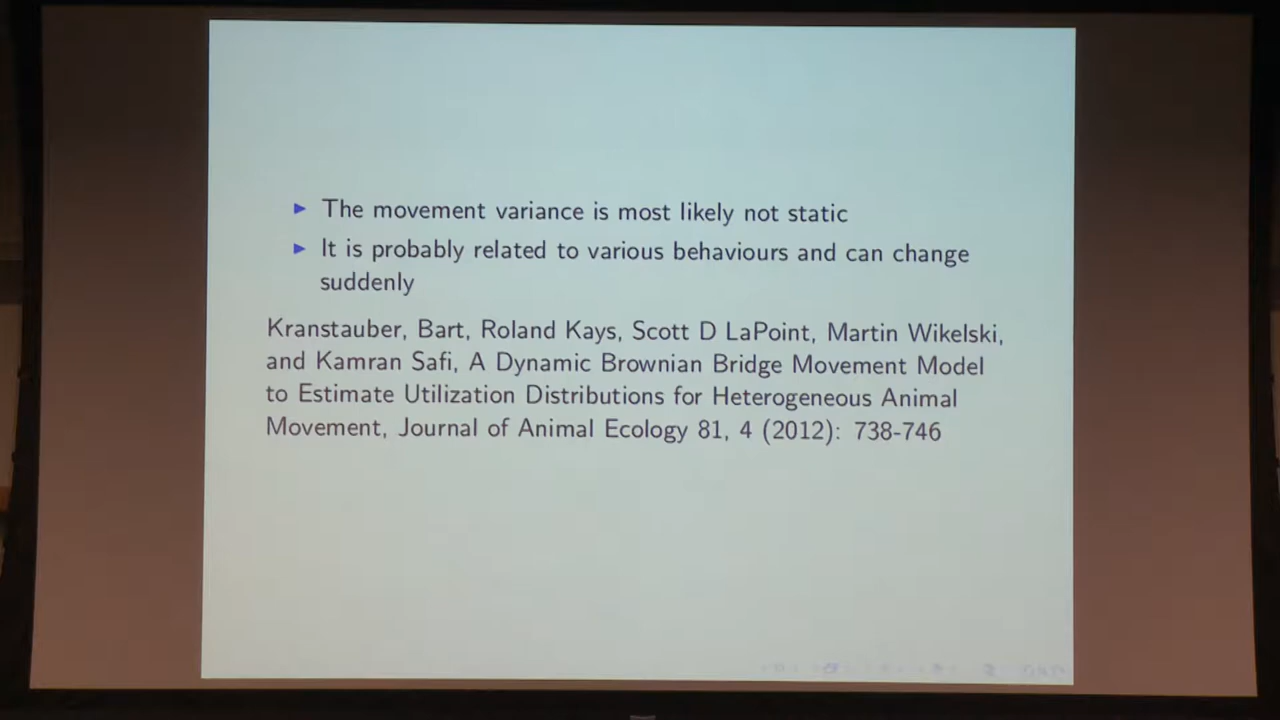 The movement variance is most likely not static
It is probably related to various behaviours and can change
suddenly
Kranstauber, Bart, Roland Kays, Scott D LaPoint, Martin Wikelski,
and Kamran Safi, A Dynamic Brownian Bridge Movement Model
to Estimate Utilization Distributions for Heterogeneous Animal
Movement, Journal of Animal Ecology 81, 4 (2012): 738-746